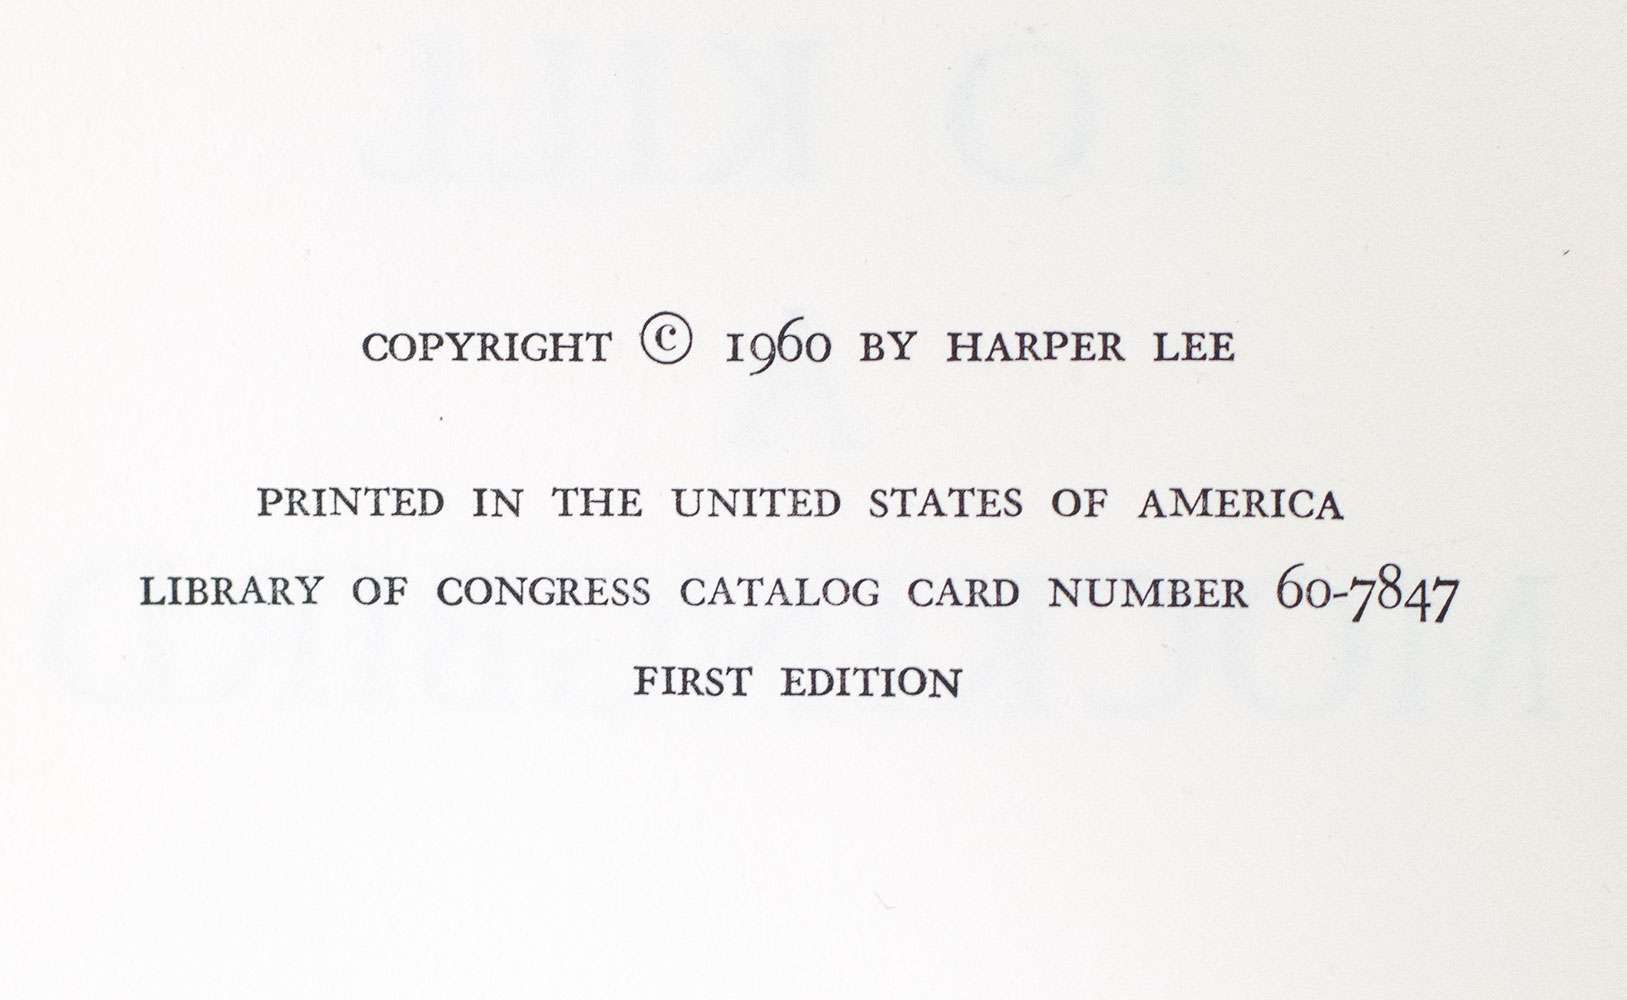 COPYRIGHT © 1960 BY HARPER LEE
PRINTED IN THE UNITED STATES OF AMERICA
LIBRARY OF CONGRESS CATALOG CARD NUMBER 60-7847
FIRST EDITION